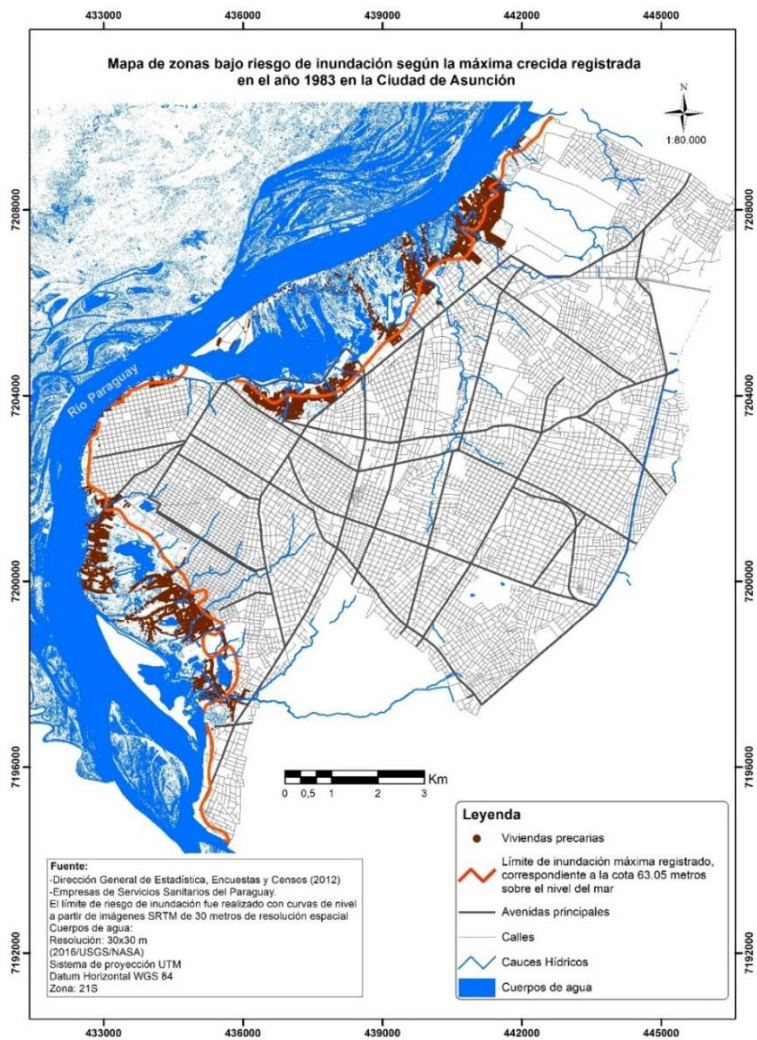 433000 436000 439000 442000 445000
Mapa de zonas bajo riesgo de inundación según la máxima crecida registrada
en el año 1983 en la Ciudad de Asunción
N
1:80.000
7208000
7208000
7204000
7204000
Río Paraguay
7200000
7200000
7196000
7196000
Km
0 0,5 1 2 3
Leyenda
Viviendas precarias
Límite de inundación máxima registrado,
correspondiente a la cota 63.05 metros
sobre el nivel del mar
Avenidas principales
Calles
Cauces Hídricos
Cuerpos de agua
Fuente:
-Dirección General de Estadística, Encuestas y Censos (2012)
-Empresas de Servicios Sanitarios del Paraguay.
El límite de riesgo de inundación fue realizado con curvas de nivel
a partir de imágenes SRTM de 30 metros de resolución espacial
Cuerpos de agua:
Resolución: 30x30 m
(2016/USGS/NASA)
Sistema de proyección UTM
Datum Horizontal WGS 84
Zona: 21S
7192000
7192000
433000 436000 439000 442000 445000